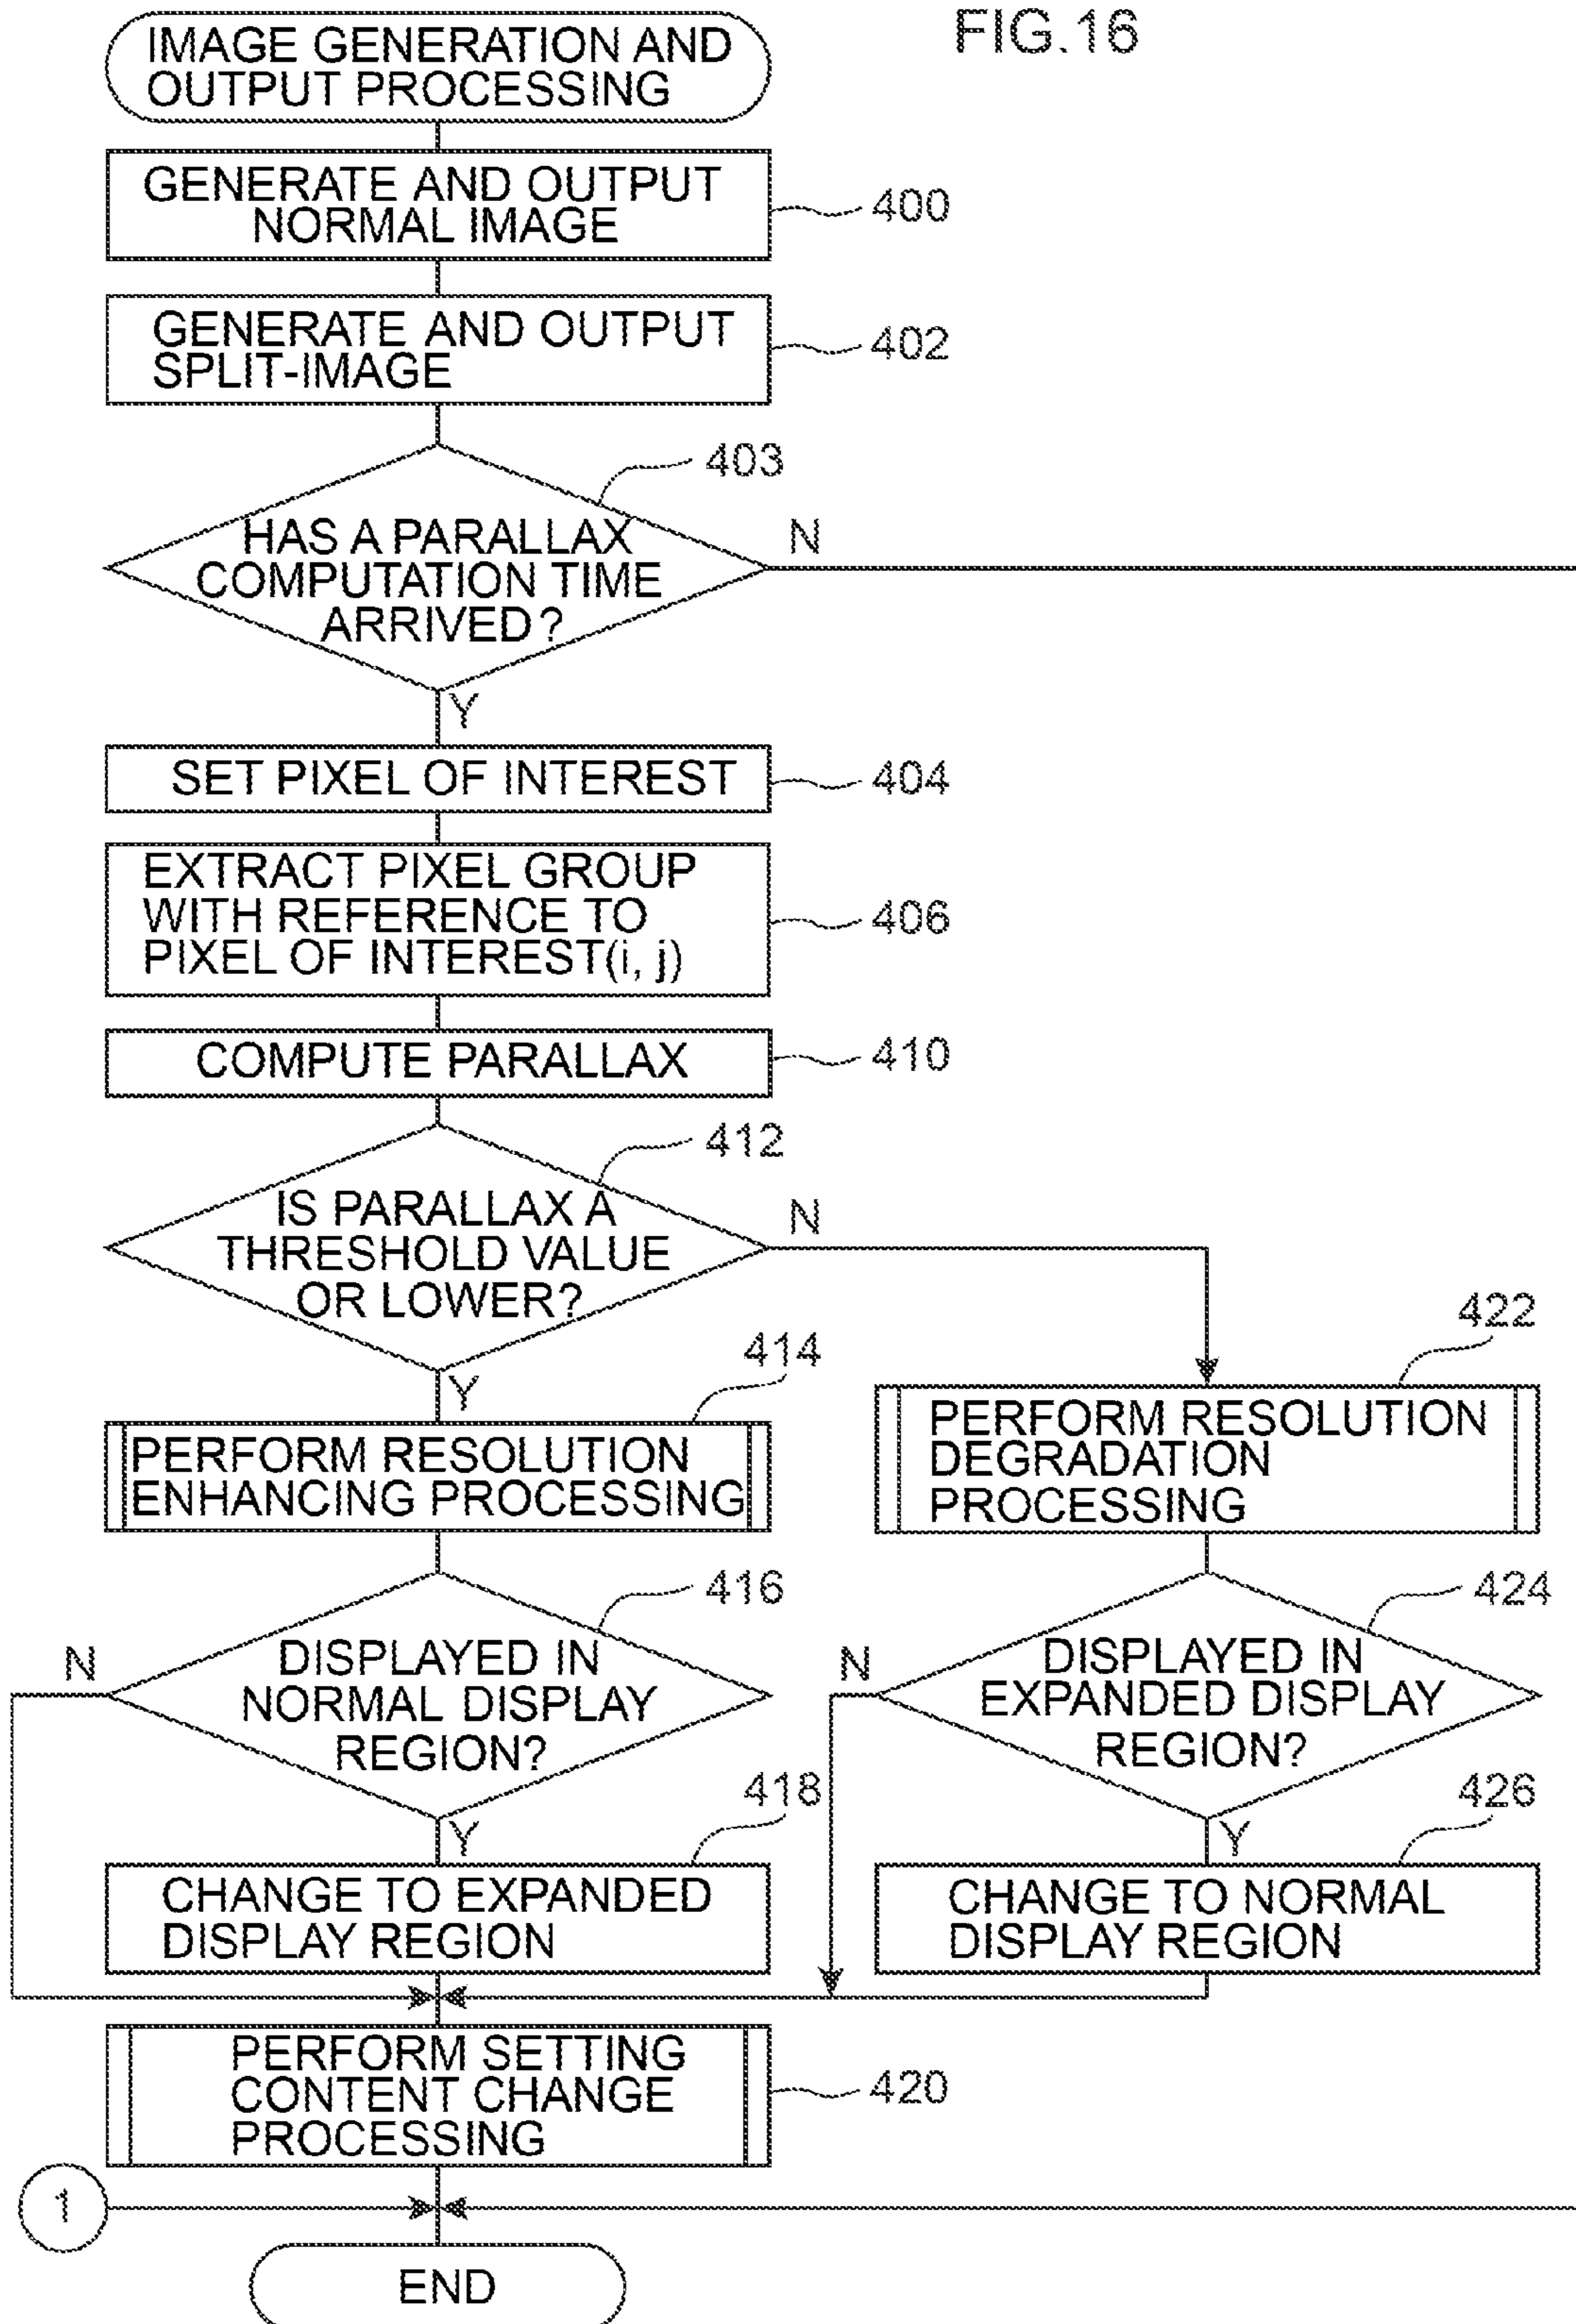 FIG.16
IMAGE GENERATION AND
OUTPUT PROCESSING
GENERATE AND OUTPUT
NORMAL IMAGE
400
GENERATE AND OUTPUT
SPLIT-IMAGE
402
403
HAS A PARALLAX
COMPUTATION TIME
ARRIVED?
N
Y
SET PIXEL OF INTEREST
404
EXTRACT PIXEL GROUP
WITH REFERENCE TO
PIXEL OF INTEREST(i, j)
406
COMPUTE PARALLAX
410
412
IS PARALLAX A
THRESHOLD VALUE
OR LOWER?
N
Y
414
PERFORM RESOLUTION
ENHANCING PROCESSING
422
PERFORM RESOLUTION
DEGRADATION
PROCESSING
416
DISPLAYED IN
NORMAL DISPLAY
REGION?
N
Y
424
DISPLAYED IN
EXPANDED DISPLAY
REGION?
N
Y
418
CHANGE TO EXPANDED
DISPLAY REGION
426
CHANGE TO NORMAL
DISPLAY REGION
PERFORM SETTING
CONTENT CHANGE
PROCESSING
420
1
END